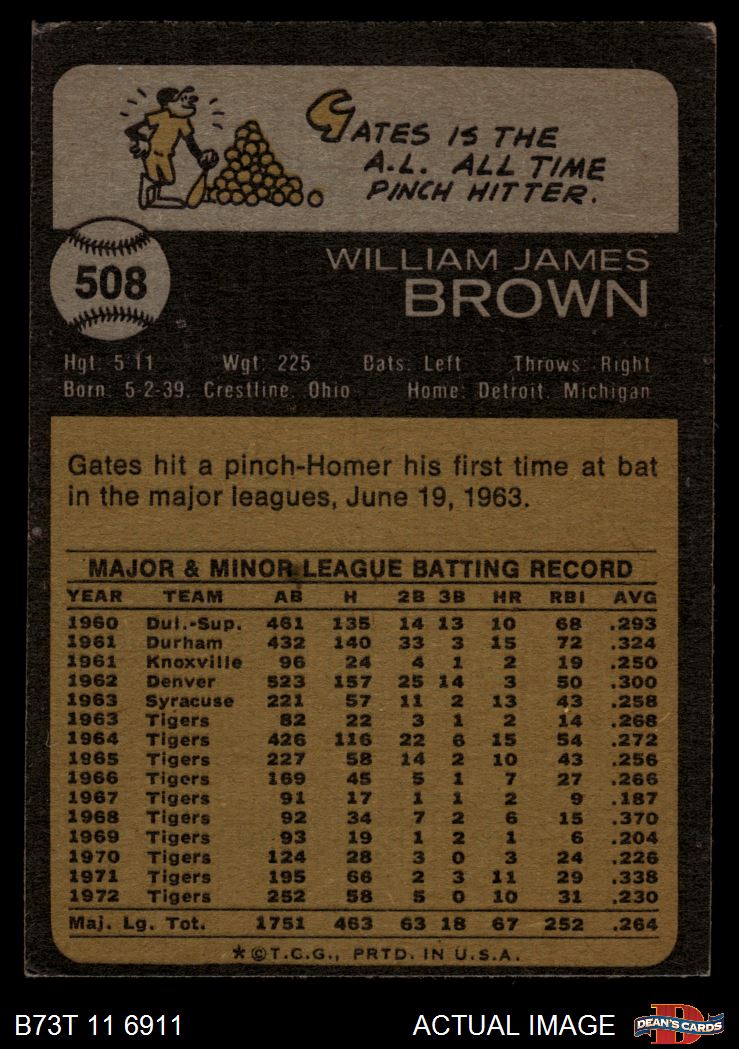 GATES IS THE
A.L. ALL TIME
PINCH HITTER.
508
WILLIAM JAMES
BROWN
Hgt: 5'11 Wgt: 225 Bats: Left Throws: Right
Born: 5-2-39, Crestline, Ohio Home: Detroit, Michigan
Gates hit a pinch-Homer his first time at bat
in the major leagues, June 19, 1963.
MAJOR & MINOR LEAGUE BATTING RECORD
YEAR TEAM AB H 2B 3B HR RBI AVG
1960 Dul.-Sup. 461 135 14 13 10 68 .293
1961 Durham 432 140 33 3 15 72 .324
1961 Knoxville 96 24 4 1 2 19 .250
1962 Denver 523 157 25 14 3 50 .300
1963 Syracuse 221 57 11 2 13 43 .258
1963 Tigers 82 22 3 1 2 14 .268
1964 Tigers 426 116 22 6 15 54 .272
1965 Tigers 227 58 14 2 10 43 .256
1966 Tigers 169 45 5 1 7 27 .266
1967 Tigers 91 17 1 1 2 9 .187
1968 Tigers 92 34 7 2 6 15 .370
1969 Tigers 93 19 1 2 1 6 .204
1970 Tigers 124 28 3 0 3 24 .226
1971 Tigers 195 66 2 3 11 29 .338
1972 Tigers 252 58 5 0 10 31 .230
Maj. Lg. Tot. 1751 463 63 18 67 252 .264
*©T.C.G., PRTD. IN U.S.A.
B73T 11 6911 ACTUAL IMAGE D DEAN'S CARDS